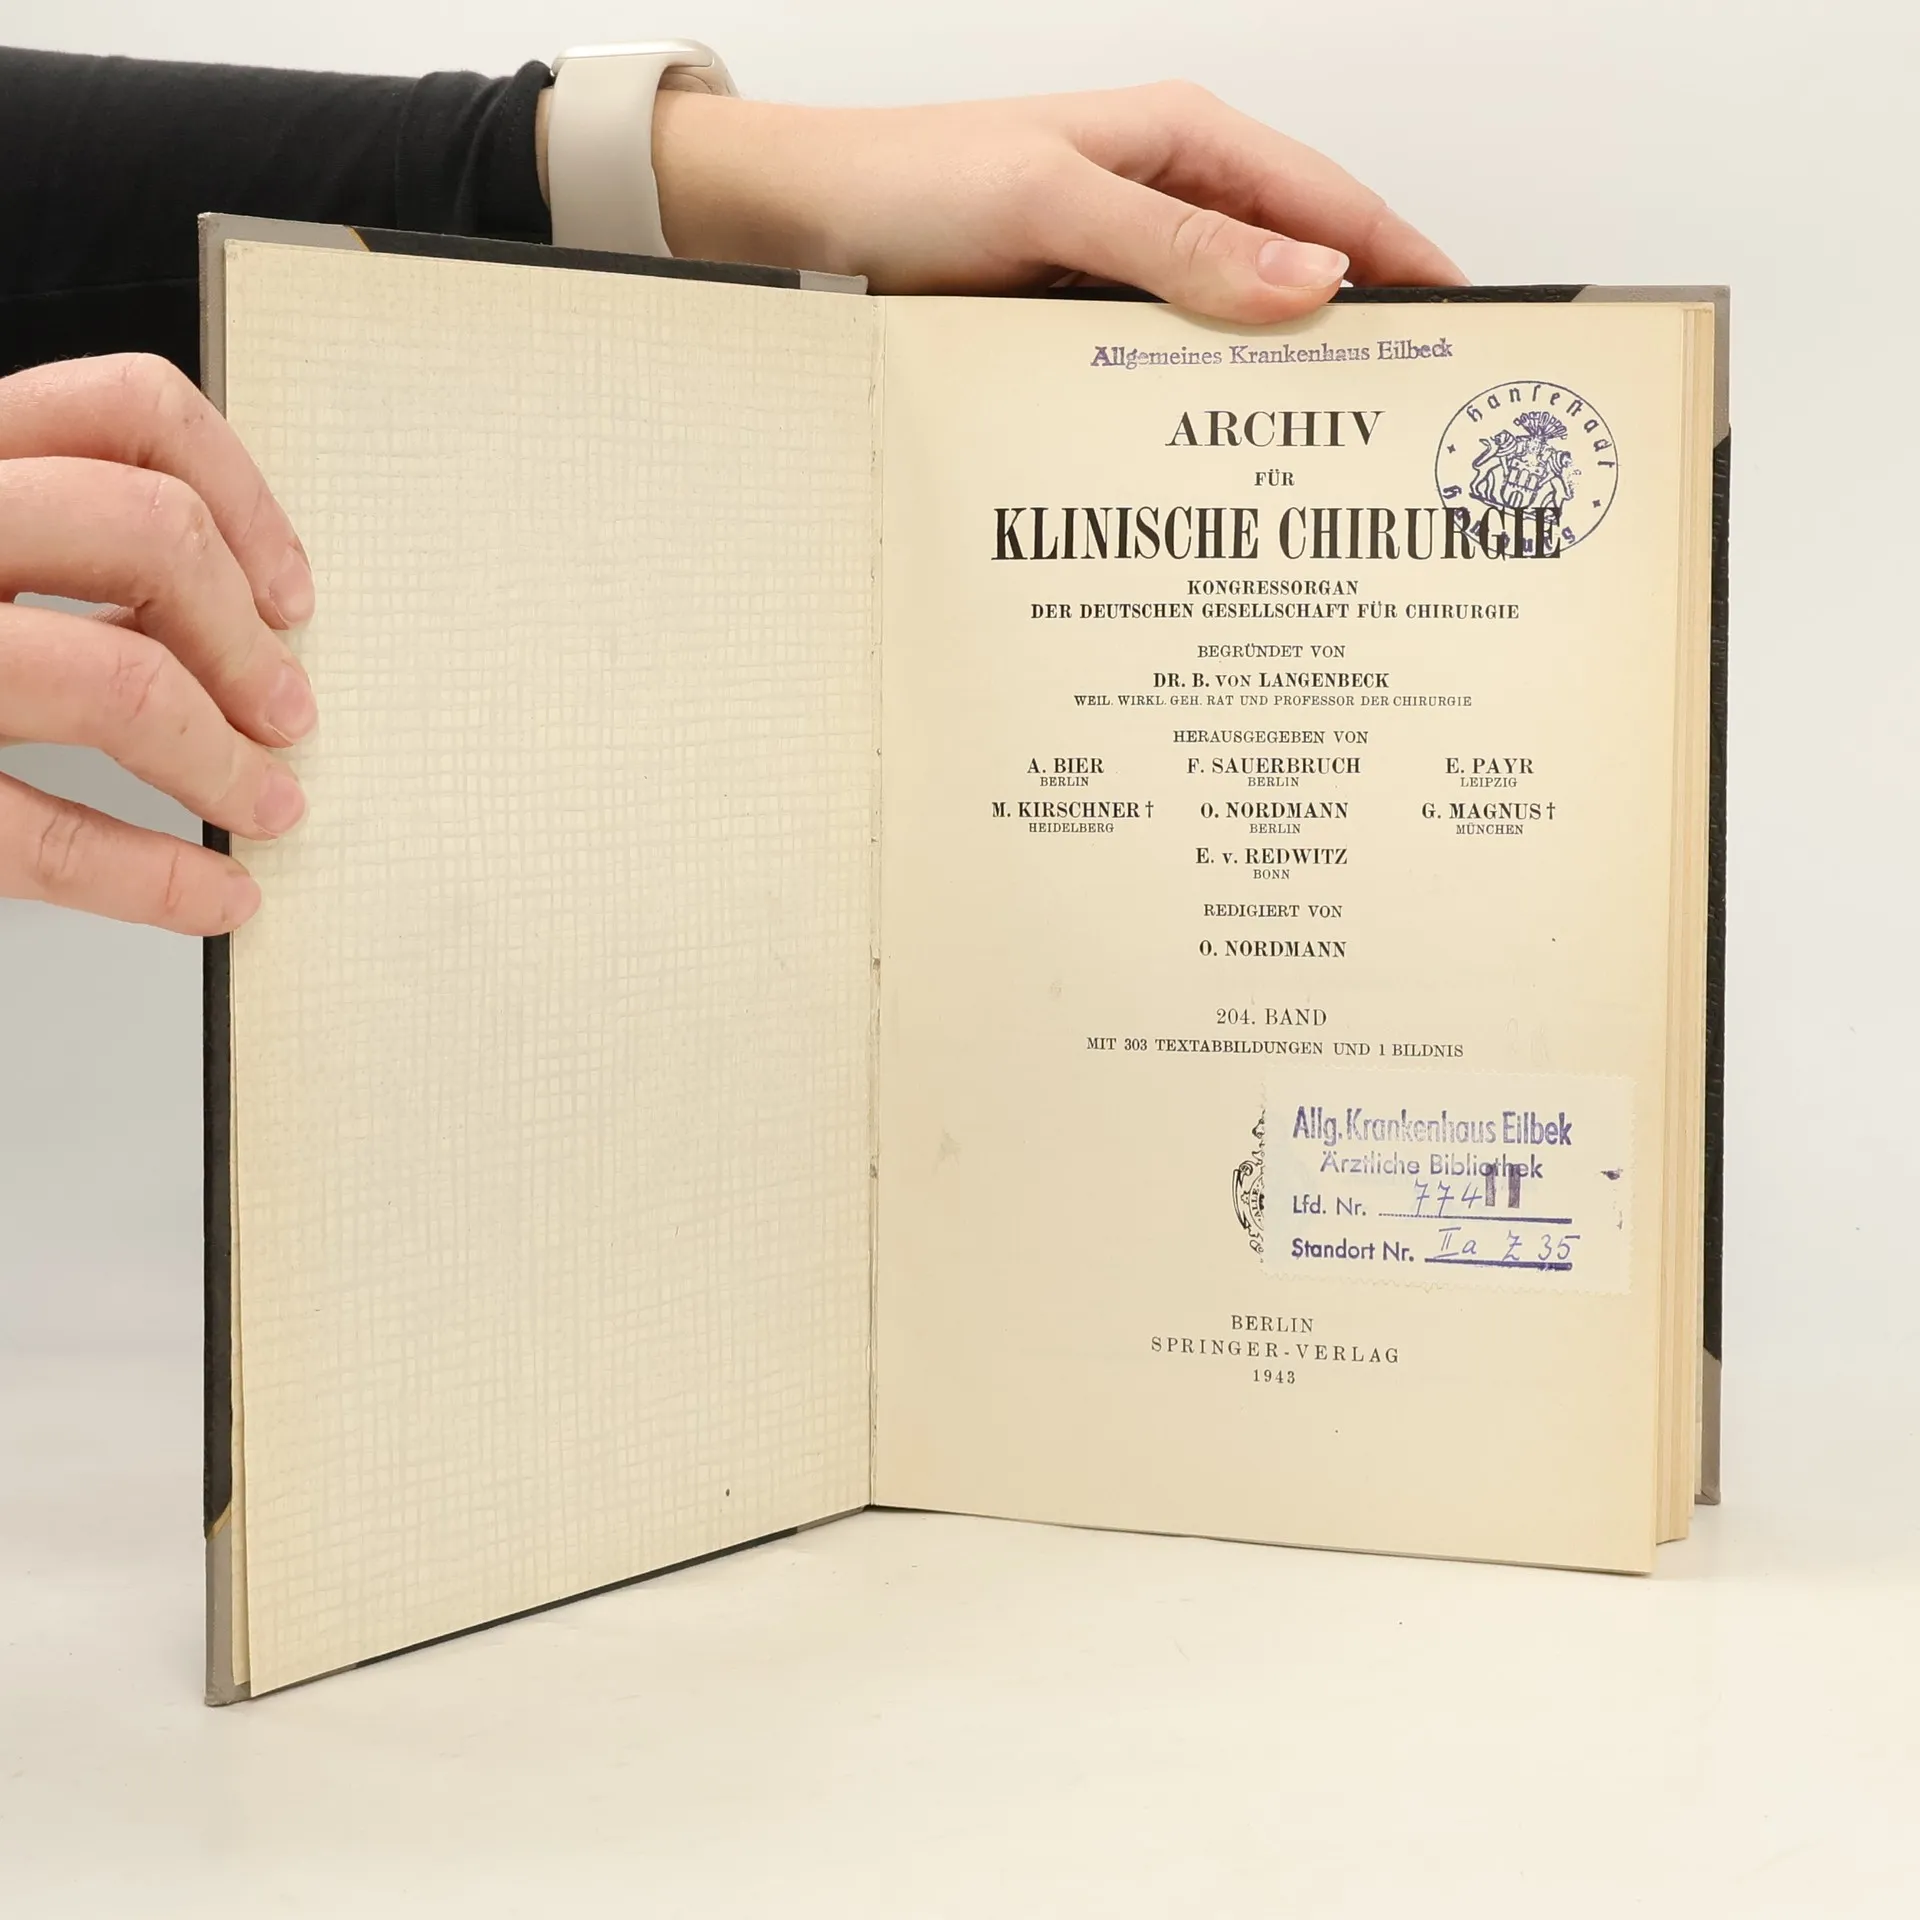 Allgemeines Krankenhaus Eilbeck
Hansestadt Hamburg
ARCHIV
FÜR
KLINISCHE CHIRURGIE
KONGRESSORGAN
DER DEUTSCHEN GESELLSCHAFT FÜR CHIRURGIE
BEGRÜNDET VON
DR. B. VON LANGENBECK
WEIL. WIRKL. GEH. RAT UND PROFESSOR DER CHIRURGIE
HERAUSGEGEBEN VON
A. BIER F. SAUERBRUCH E. PAYR
BERLIN BERLIN LEIPZIG
M. KIRSCHNER † O. NORDMANN G. MAGNUS †
HEIDELBERG BERLIN MÜNCHEN
E. v. REDWITZ
BONN
REDIGIERT VON
O. NORDMANN
204. BAND
MIT 303 TEXTABBILDUNGEN UND 1 BILDNIS
Allg. Krankenhaus Eilbek
Ärztliche Bibliothek
Lfd. Nr. 774
Standort Nr. IIa Z 35
BERLIN
SPRINGER-VERLAG
1943